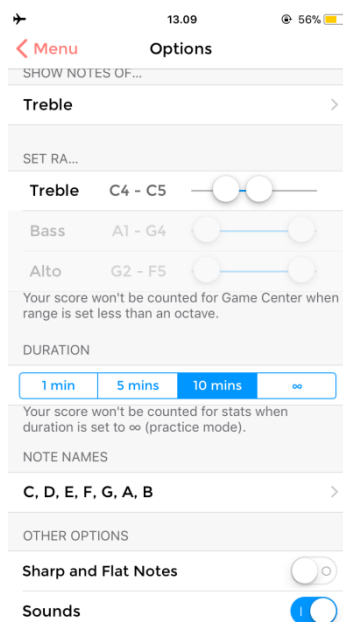 13.09
56%
Menu
Options
SHOW NOTES OF...
Treble
SET RA...
Treble C4 - C5
Bass A1 - G4
Alto G2 - F5
Your score won't be counted for Game Center when
range is set less than an octave.
DURATION
1 min 5 mins 10 mins ∞
Your score won't be counted for stats when
duration is set to ∞ (practice mode).
NOTE NAMES
C, D, E, F, G, A, B
OTHER OPTIONS
Sharp and Flat Notes
Sounds